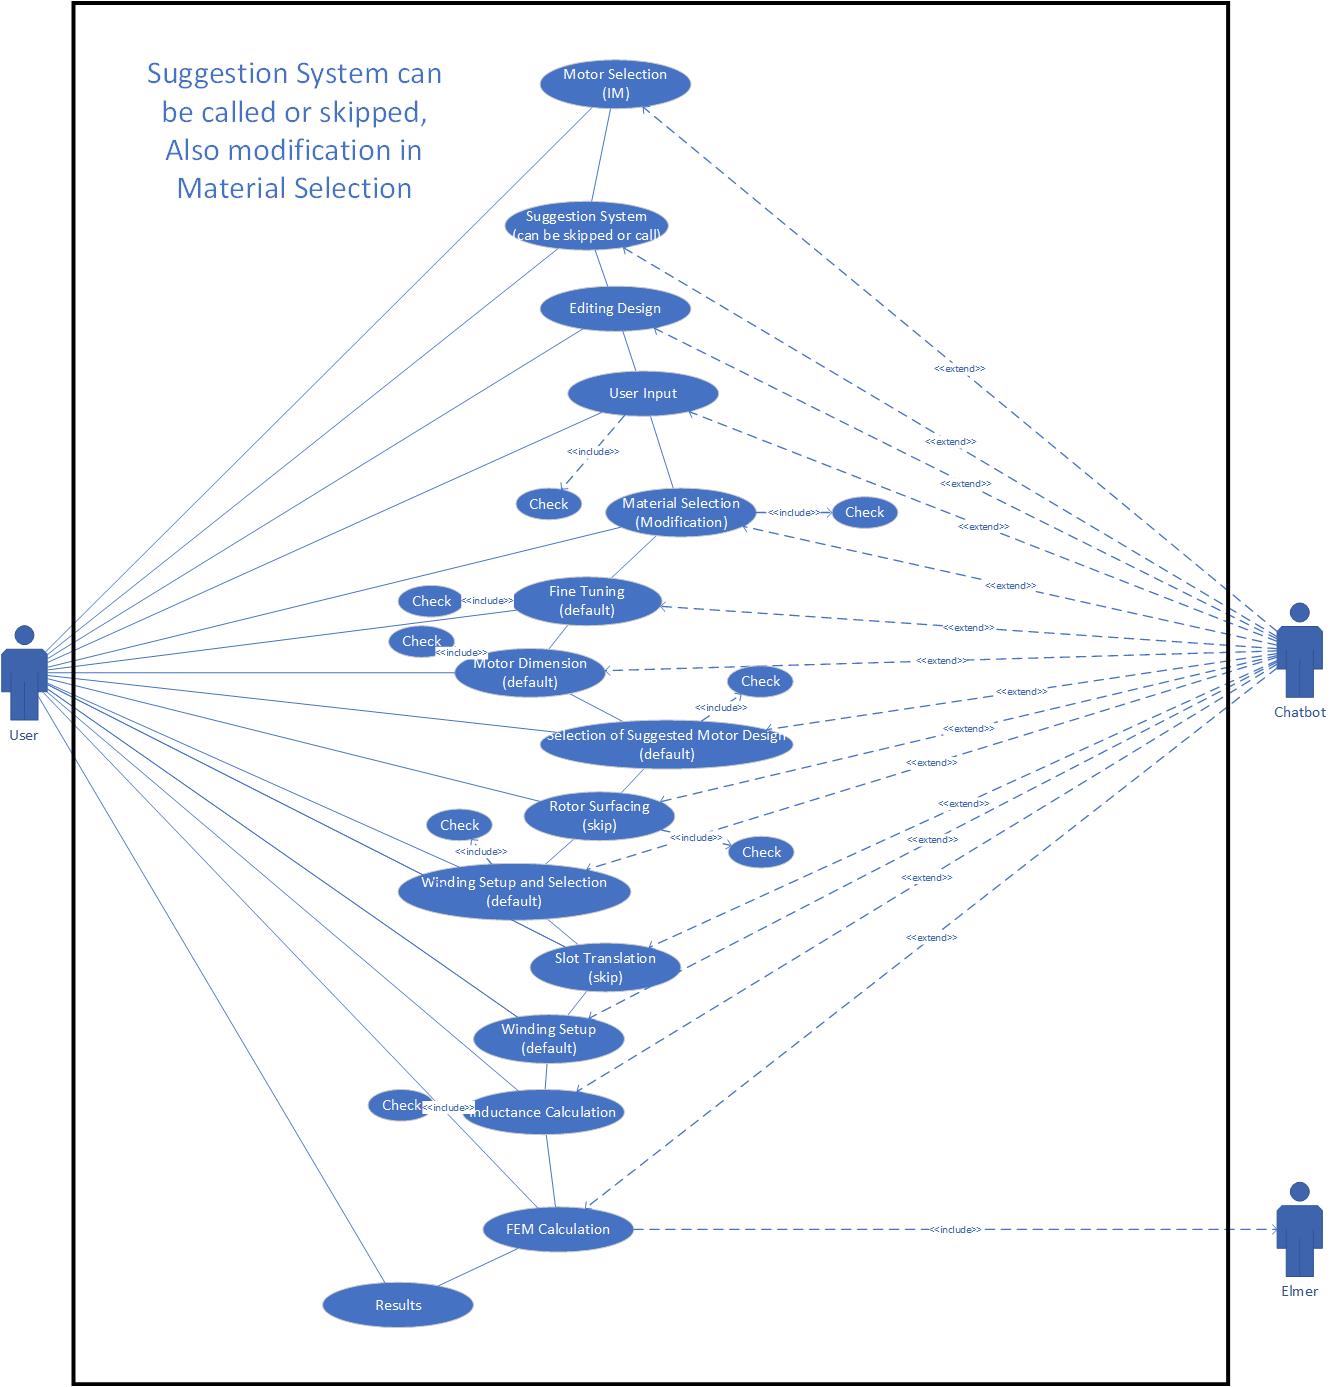 Suggestion System can
be called or skipped,
Also modification in
Material Selection
Motor Selection
(IM)
Suggestion System
(can be skipped or call)
Editing Design
<<extend>>
User Input
<<extend>>
<<include>>
<<extend>>
Check
Material Selection
(Modification)
<<include>>
Check
<<extend>>
<<extend>>
Fine Tuning
(default)
Check
<<include>>
<<extend>>
Check
<<include>>
Motor Dimension
(default)
<<extend>>
Check
<<extend>>
<<include>>
User
Chatbot
Selection of Suggested Motor Design
(default)
<<extend>>
<<extend>>
Rotor Surfacing
(skip)
<<extend>>
Check
<<include>>
<<include>>
Check
<<extend>>
Winding Setup and Selection
(default)
<<extend>>
<<extend>>
Slot Translation
(skip)
Winding Setup
(default)
Check
<<include>>
Inductance Calculation
FEM Calculation
<<include>>
Elmer
Results